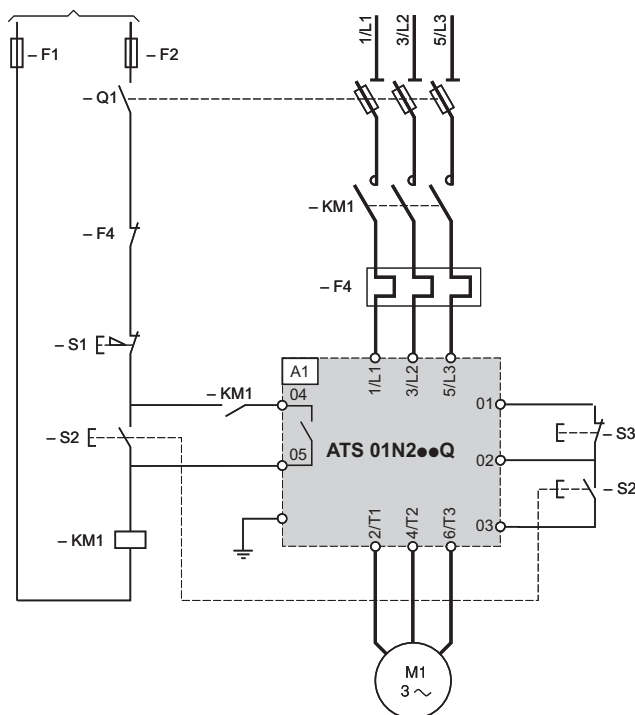 – F1
– F2
1/L1
3/L2
5/L3
– Q1
– KM1
– F4
– F4
– S1
A1
1/L1
3/L2
5/L3
– KM1
04
01
– S3
– S2
05
ATS 01N2●●Q
02
– S2
03
– KM1
2/T1
4/T2
6/T3
M1
3 ~